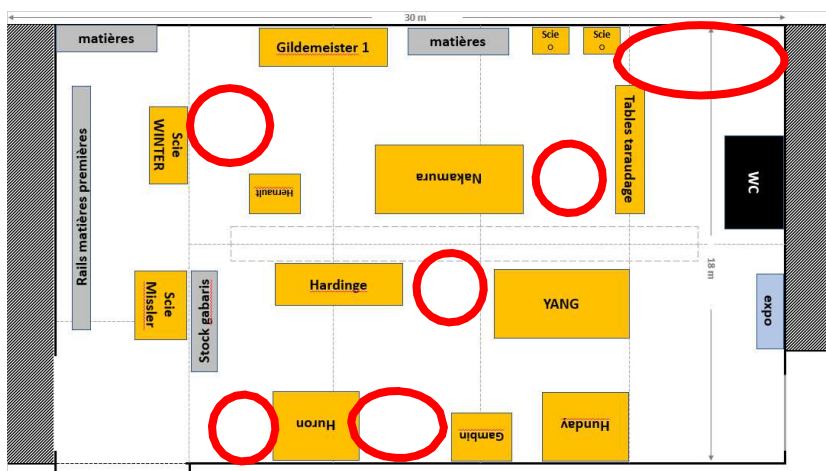 30 m
matières
Gildemeister 1
matières
Scie
O
Scie
O
Scie
WINTER
Rails matières premières
Hernault
Nakamura
Tables taraudage
WC
18 m
Scie
Missler
Stock gabaris
Hardinge
YANG
expo
Huron
Gambin
Hunday